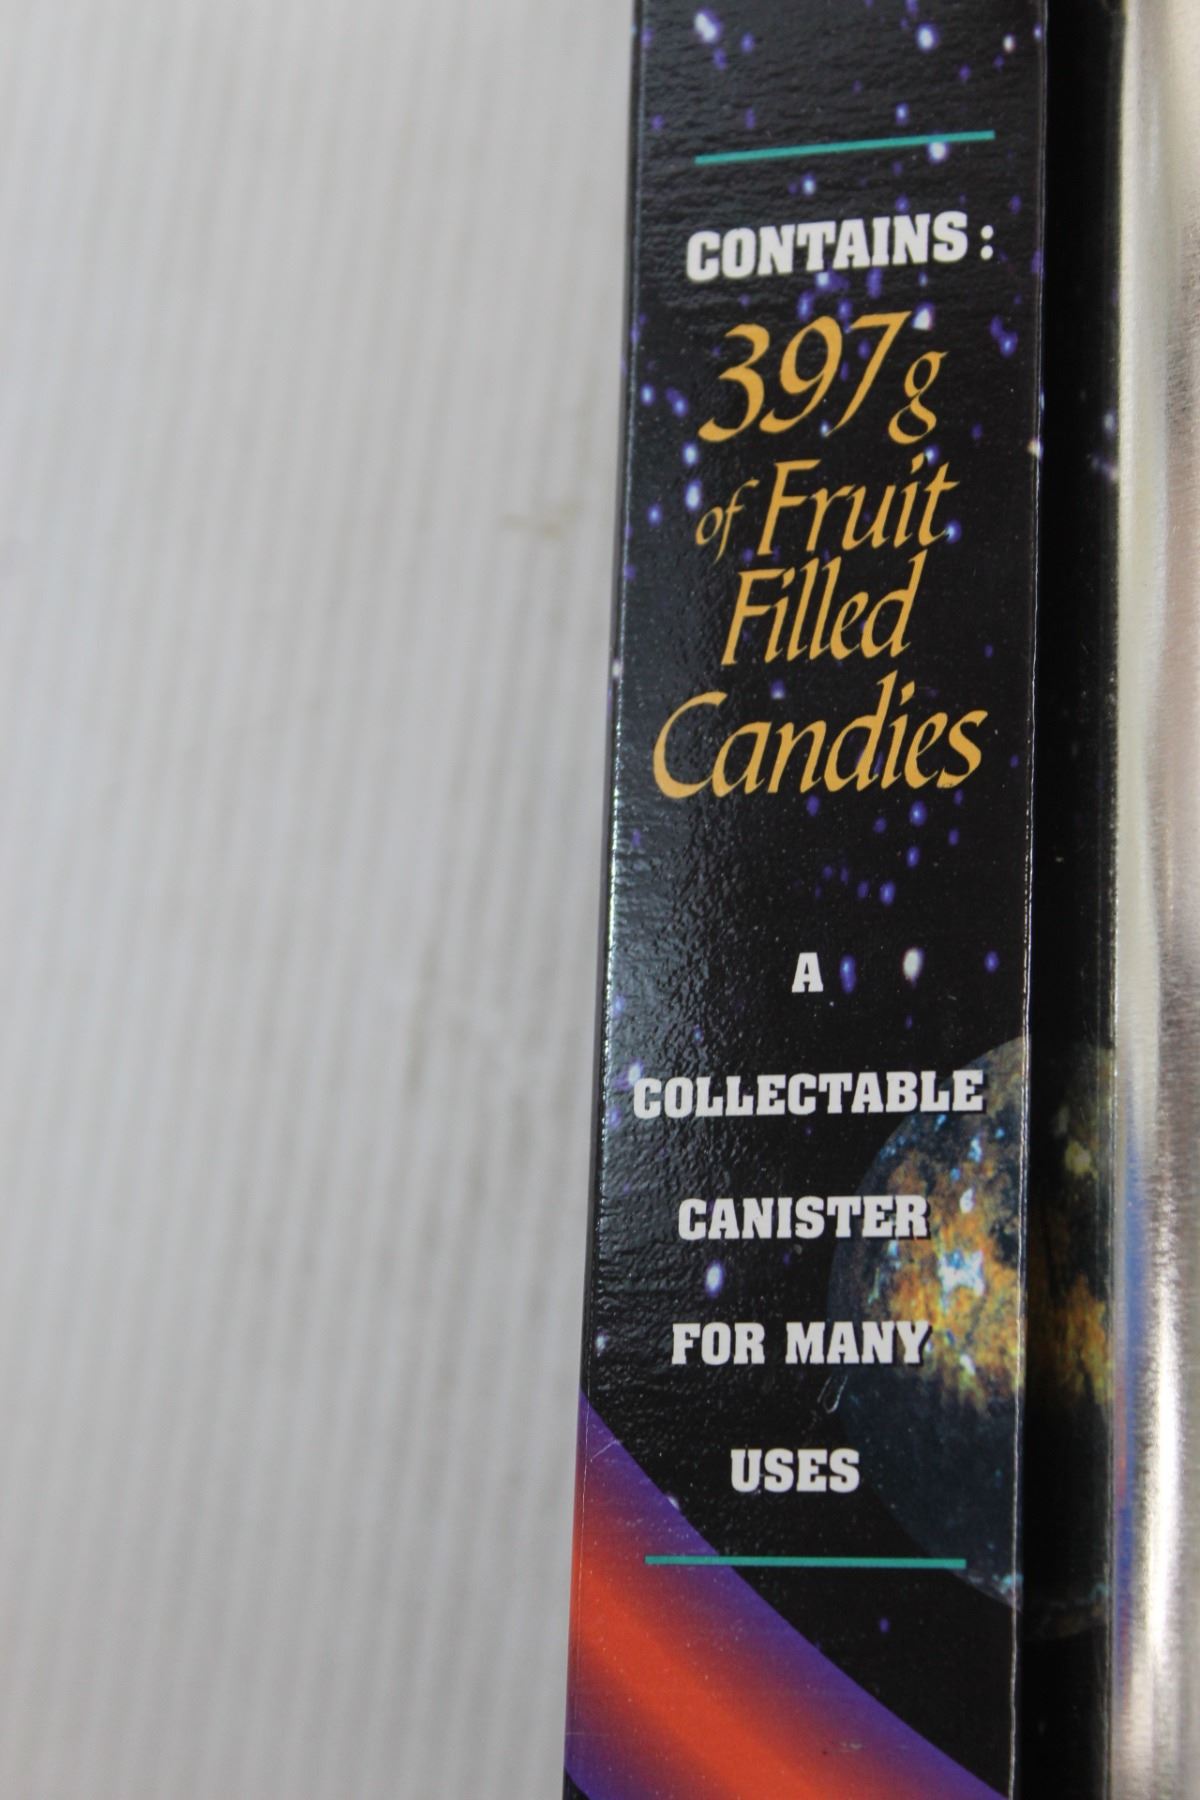 CONTAINS:
397g
of Fruit
Filled
Candies
A
COLLECTABLE
CANISTER
FOR MANY
USES